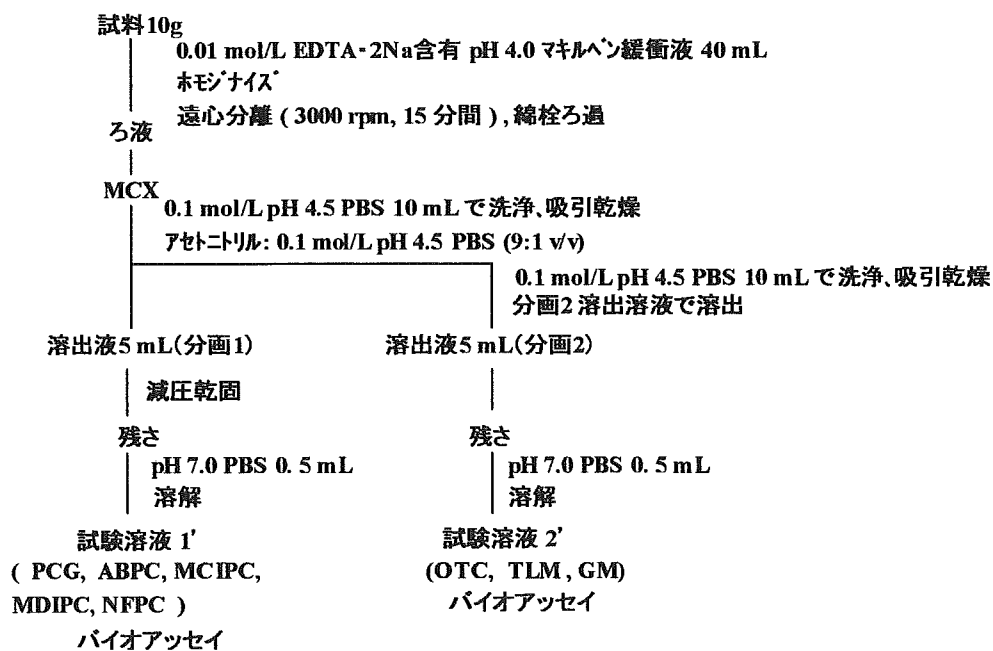 試料10g
0.01 mol/L EDTA・2Na含有 pH 4.0 マキルベン緩衝液 40 mL
ホモジナイズ
遠心分離 ( 3000 rpm, 15 分間 ) , 綿栓ろ過
ろ液
MCX
0.1 mol/L pH 4.5 PBS 10 mL で洗浄、吸引乾燥
アセトニトリル: 0.1 mol/L pH 4.5 PBS (9:1 v/v)
0.1 mol/L pH 4.5 PBS 10 mL で洗浄、吸引乾燥
分画2 溶出溶液で溶出
溶出液5 mL(分画1)
溶出液5 mL(分画2)
減圧乾固
残さ
残さ
pH 7.0 PBS 0. 5 mL
pH 7.0 PBS 0. 5 mL
溶解
溶解
試験溶液 1'
試験溶液 2'
( PCG, ABPC, MCIPC,
(OTC, TLM , GM)
MDIPC, NFPC )
バイオアッセイ
バイオアッセイ